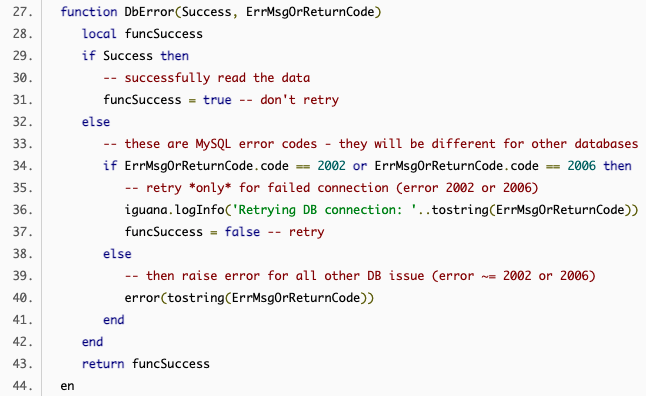 27. function DbError(Success, ErrMsgOrReturnCode)
28.    local funcSuccess
29.    if Success then
30.       -- successfully read the data
31.       funcSuccess = true -- don't retry
32.    else
33.       -- these are MySQL error codes - they will be different for other databases
34.       if ErrMsgOrReturnCode.code == 2002 or ErrMsgOrReturnCode.code == 2006 then
35.          -- retry *only* for failed connection (error 2002 or 2006)
36.          iguana.logInfo('Retrying DB connection: '..tostring(ErrMsgOrReturnCode))
37.          funcSuccess = false -- retry
38.       else
39.          -- then raise error for all other DB issue (error ~= 2002 or 2006)
40.          error(tostring(ErrMsgOrReturnCode))
41.       end
42.    end
43.    return funcSuccess
44. en